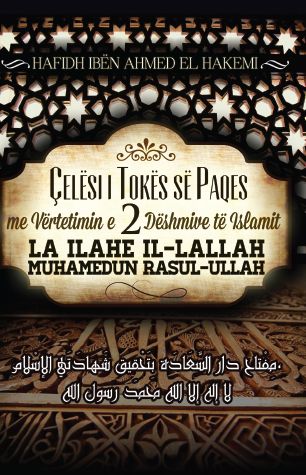 HAFIDH IBËN AHMED EL HAKEMI
ÇELËSI I TOKËS SË PAQES
me Vërtetimin e 2 Dëshmive të Islamit
LA ILAHE IL-LALLAH
MUHAMEDUN RASUL-ULLAH
مفتاح دار السعادة بتحقيق شهادتي الإسلام،
لا إله إلا الله محمد رسول الله